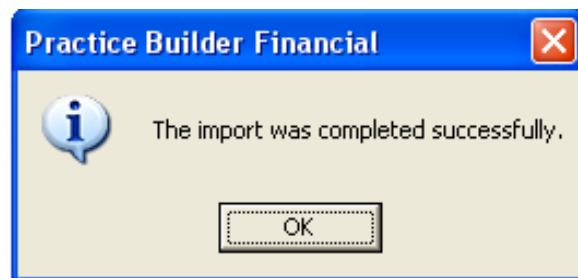 Practice Builder Financial
The import was completed successfully.
OK